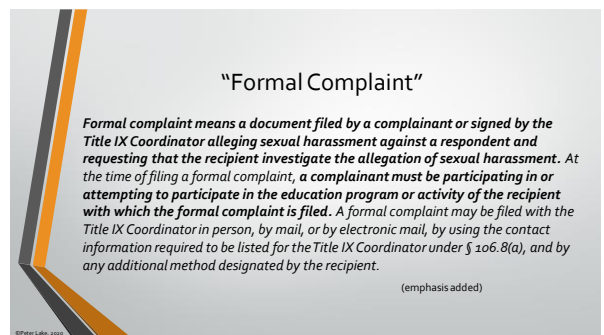 “Formal Complaint”
Formal complaint means a document filed by a complainant or signed by the
Title IX Coordinator alleging sexual harassment against a respondent and
requesting that the recipient investigate the allegation of sexual harassment. At
the time of filing a formal complaint, a complainant must be participating in or
attempting to participate in the education program or activity of the recipient
with which the formal complaint is filed. A formal complaint may be filed with the
Title IX Coordinator in person, by mail, or by electronic mail, by using the contact
information required to be listed for the Title IX Coordinator under § 106.8(a), and by
any additional method designated by the recipient.
(emphasis added)
©Peter Lake, 2020